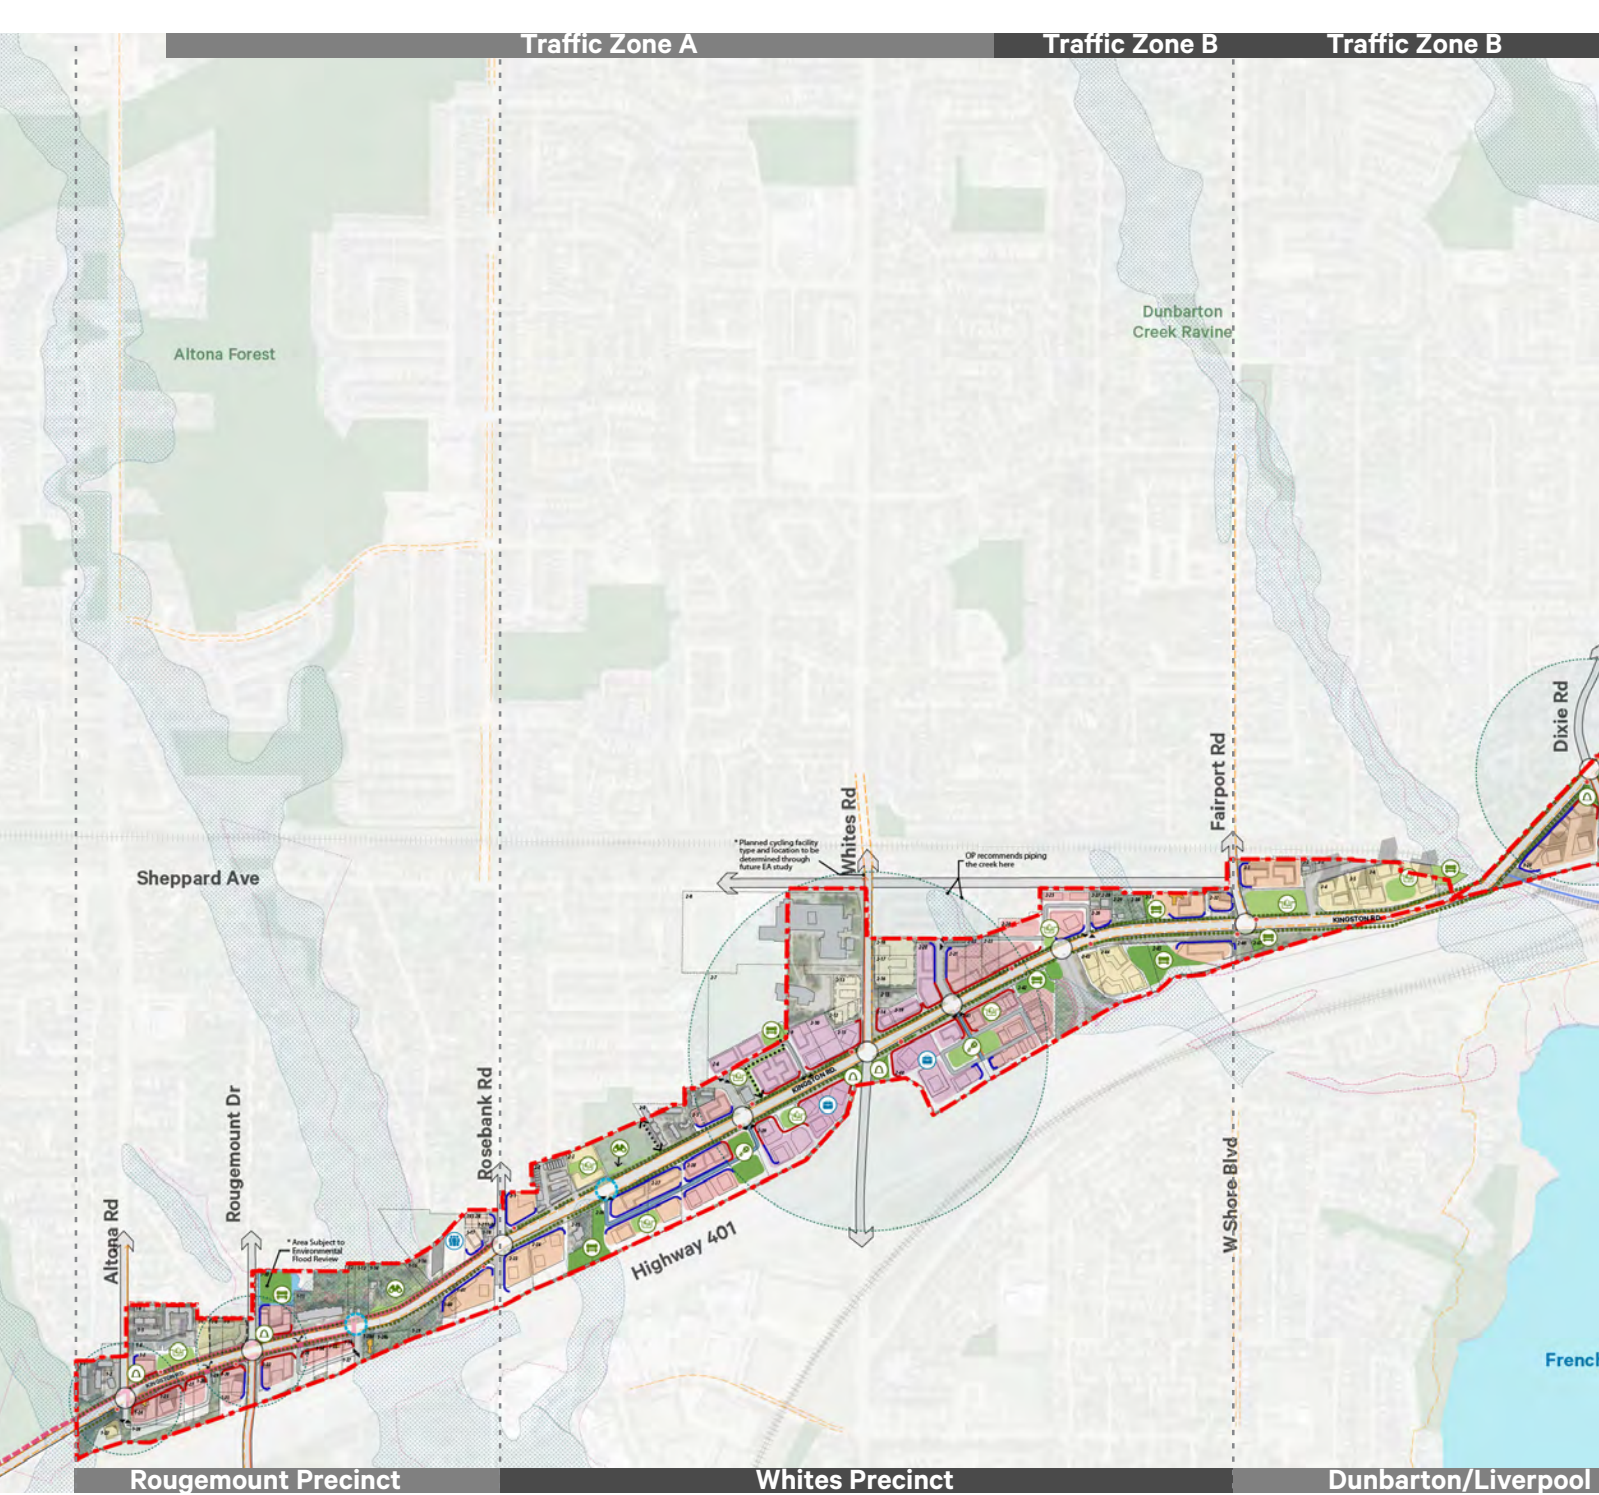 Traffic Zone A
Traffic Zone B
Traffic Zone B
Dunbarton
Creek Ravine
Altona Forest
Dixie Rd
Fairport Rd
Whites Rd
* Planned cycling facility
type and location to be
determined through
future EA study
OP recommends piping
the creek here
Sheppard Ave
KINGSTON RD.
KINGSTON RD.
Rosebank Rd
Rougemount Dr
W Shore Blvd
Altona Rd
* Area Subject to
Environmental
Flood Review
Highway 401
French
KINGSTON RD.
Rougemount Precinct
Whites Precinct
Dunbarton/Liverpool